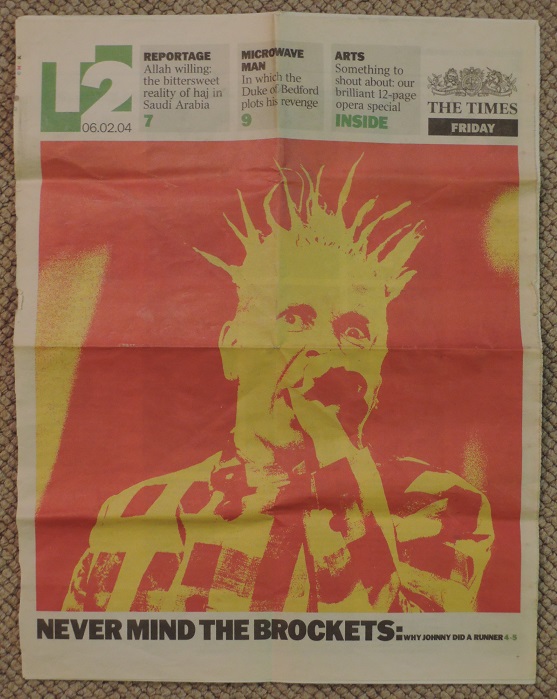 T2
06.02.04
REPORTAGE
Allah willing:
the bittersweet
reality of haj in
Saudi Arabia
7
MICROWAVE
MAN
In which the
Duke of Bedford
plots his revenge
9
ARTS
Something to
shout about: our
brilliant 12-page
opera special
INSIDE
THE TIMES
FRIDAY
NEVER MIND THE BROCKETS: WHY JOHNNY DID A RUNNER 4-5